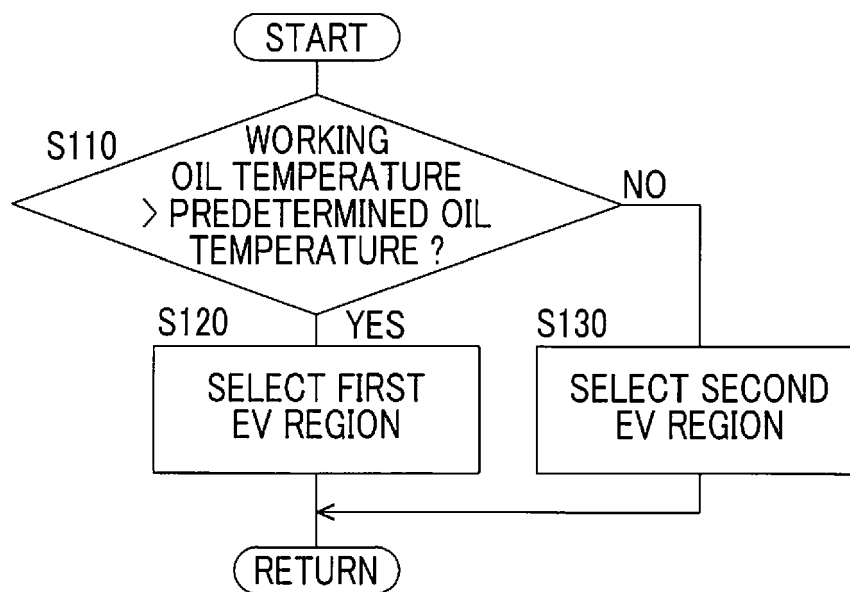 START
S110
WORKING
OIL TEMPERATURE
> PREDETERMINED OIL
TEMPERATURE ?
NO
S120
YES
S130
SELECT FIRST
EV REGION
SELECT SECOND
EV REGION
RETURN